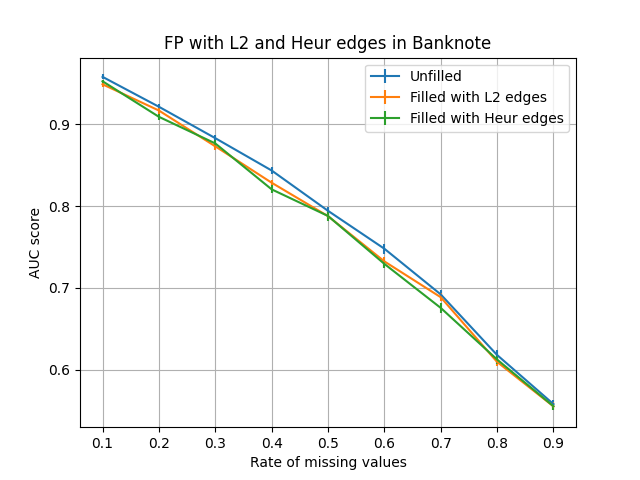 FP with L2 and Heur edges in Banknote
Unfilled
Filled with L2 edges
Filled with Heur edges
AUC score
0.9
0.8
0.7
0.6
0.1 0.2 0.3 0.4 0.5 0.6 0.7 0.8 0.9
Rate of missing values